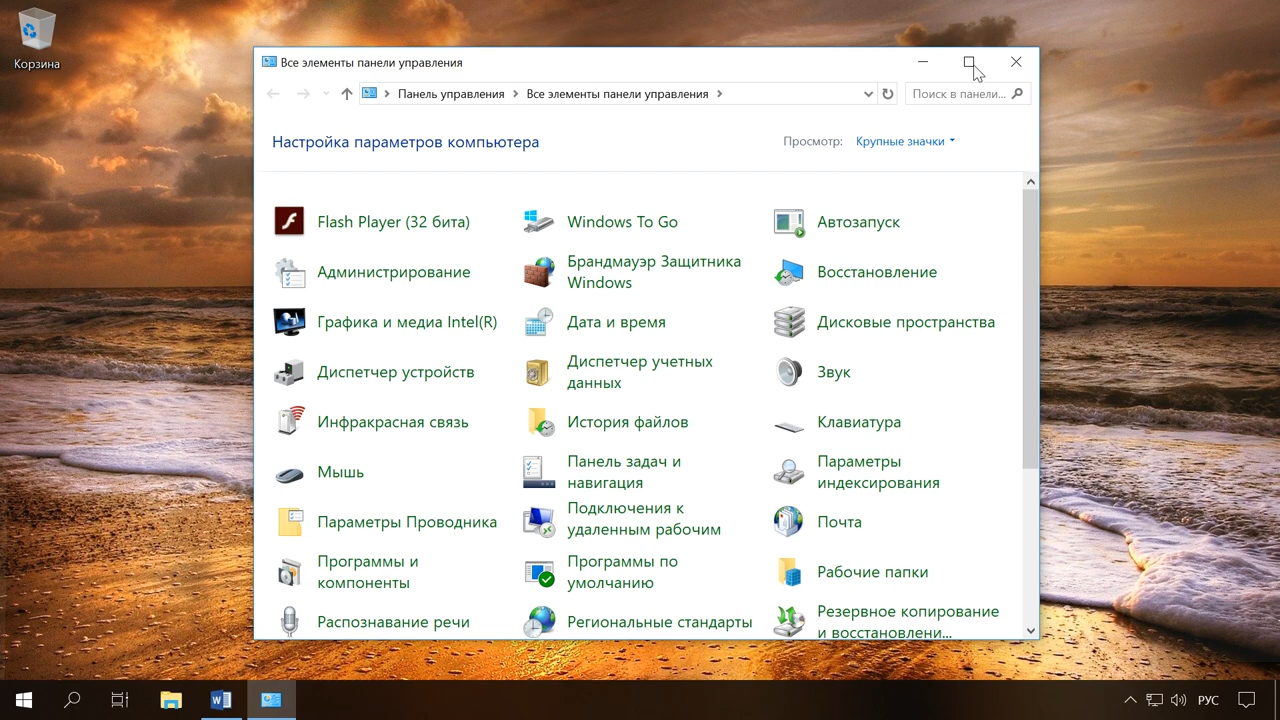 Корзина
Все элементы панели управления
Панель управления
Все элементы панели управления
Поиск в панели...
Настройка параметров компьютера
Просмотр:
Крупные значки
Flash Player (32 бита)
Windows To Go
Автозапуск
Администрирование
Брандмауэр Защитника
Windows
Восстановление
Графика и медиа Intel(R)
Дата и время
Дисковые пространства
Диспетчер устройств
Диспетчер учетных
данных
Звук
Инфракрасная связь
История файлов
Клавиатура
Мышь
Панель задач и
навигация
Параметры
индексирования
Параметры Проводника
Подключения к
удаленным рабочим
Почта
Программы и
компоненты
Программы по
умолчанию
Рабочие папки
Распознавание речи
Региональные стандарты
Резервное копирование
и восстановлени...
РУС